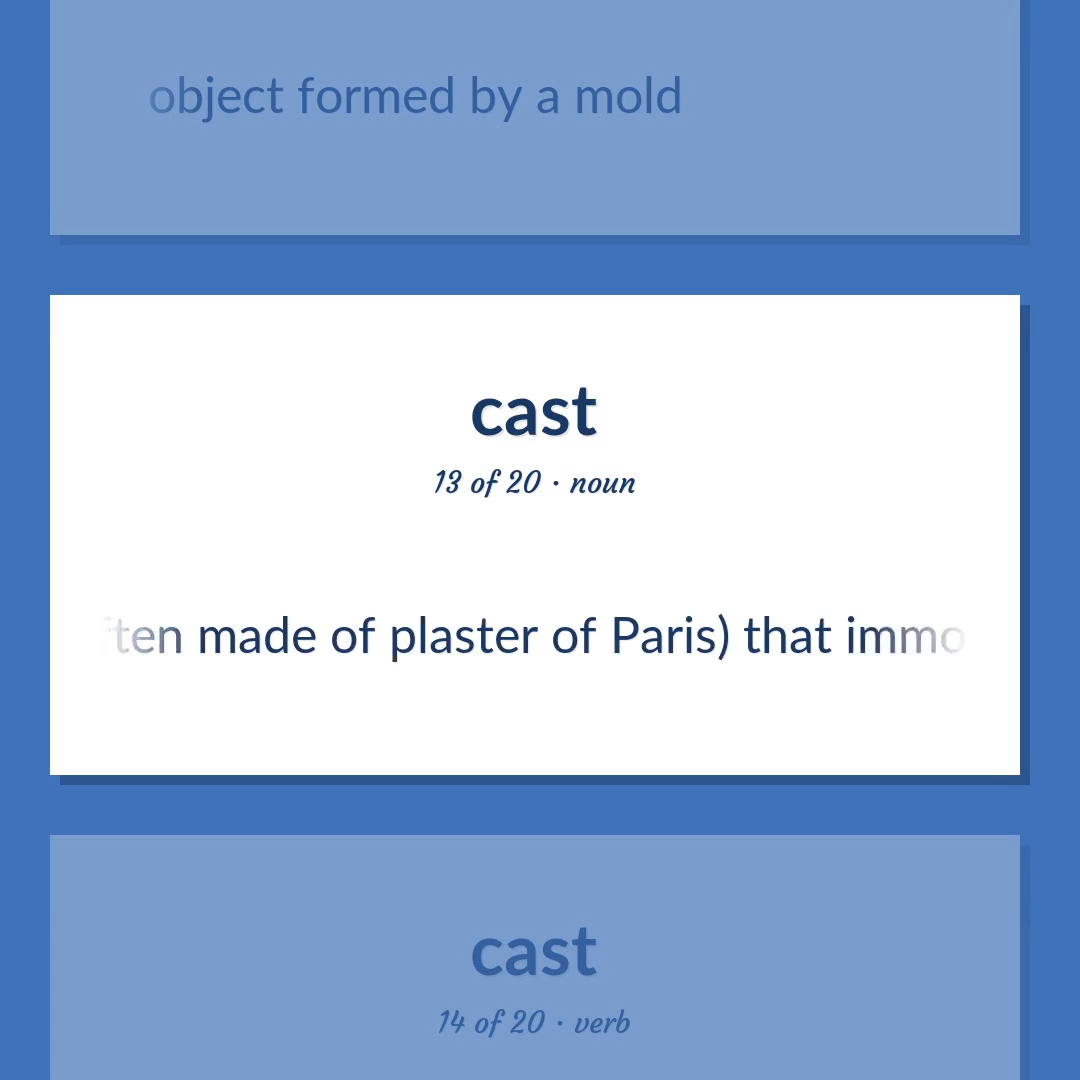 object formed by a mold
cast
13 of 20 · noun
ten made of plaster of Paris) that immo
cast
14 of 20 · verb